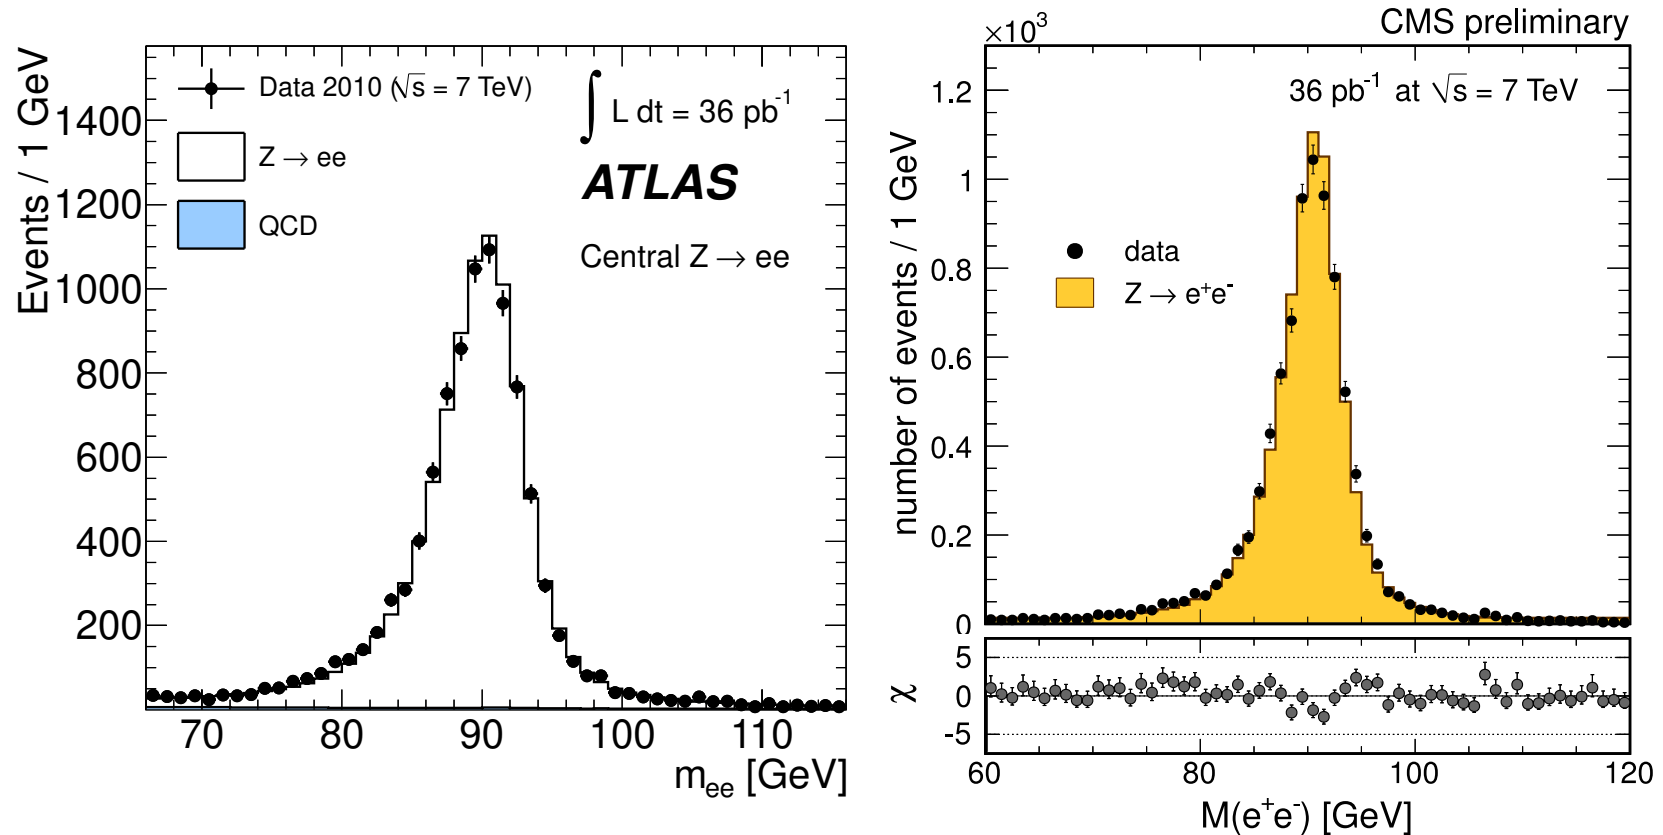 Events / 1 GeV
1400
1200
1000
800
600
400
200
Data 2010 (√s = 7 TeV)
Z → ee
QCD
∫ L dt = 36 pb⁻¹
ATLAS
Central Z → ee
70 80 90 100 110
mₑₑ [GeV]
CMS preliminary
×10³
36 pb⁻¹ at √s = 7 TeV
number of events / 1 GeV
1.2
1
0.8
0.6
0.4
0.2
0
data
Z → e⁺e⁻
χ
5
0
-5
60 80 100 120
M(e⁺e⁻) [GeV]